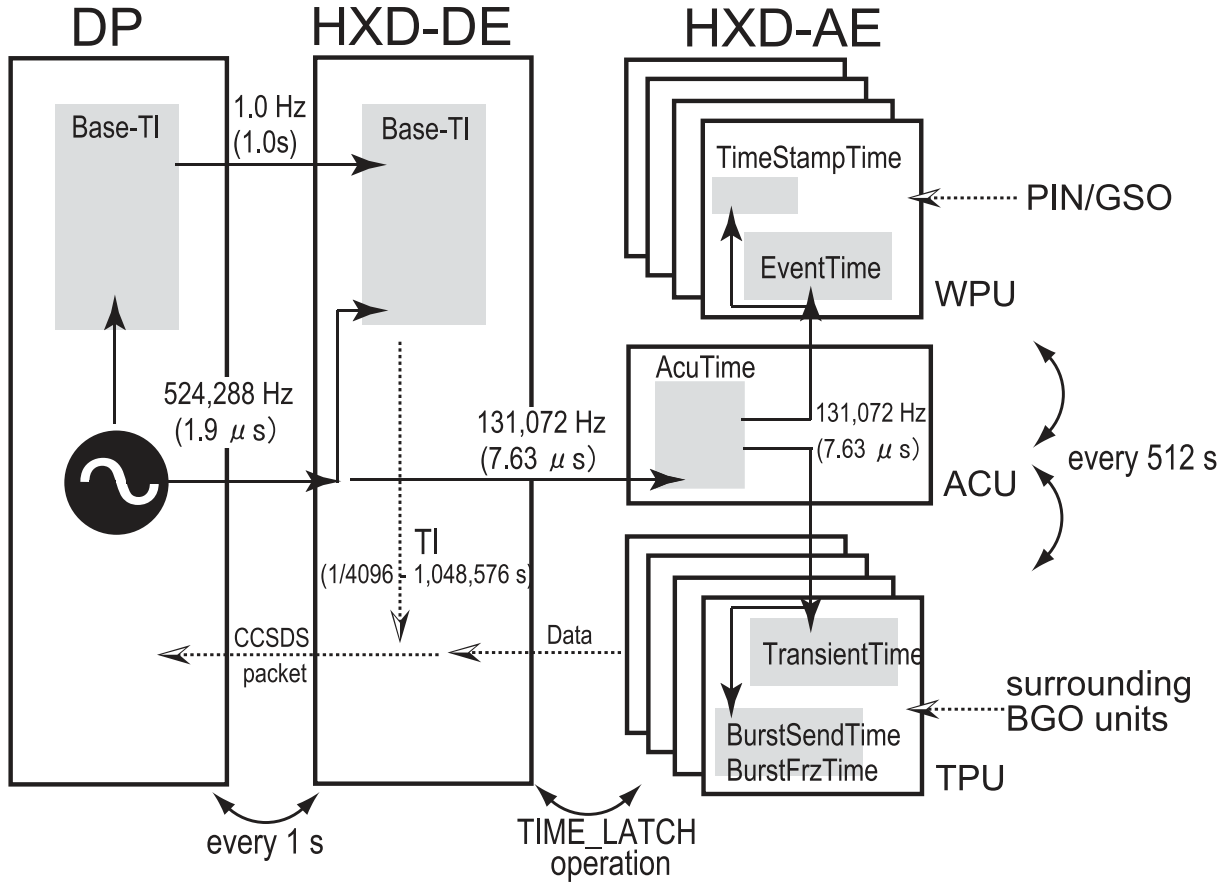 DP
HXD-DE
HXD-AE
Base-TI
1.0 Hz
(1.0s)
Base-TI
TimeStampTime
PIN/GSO
EventTime
WPU
AcuTime
524,288 Hz
(1.9 μs)
131,072 Hz
(7.63 μs)
131,072 Hz
(7.63 μs)
every 512 s
ACU
TI
(1/4096 - 1,048,576 s)
CCSDS
packet
Data
TransientTime
surrounding
BGO units
BurstSendTime
BurstFrzTime
TPU
every 1 s
TIME_LATCH
operation